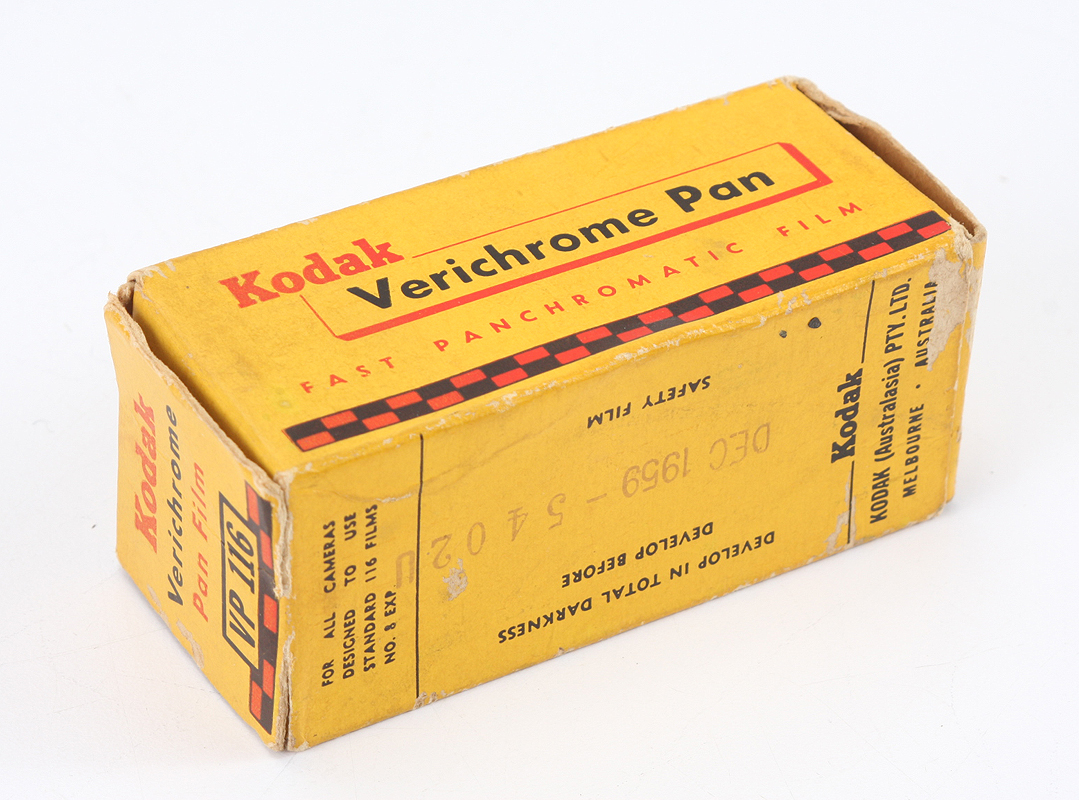 Kodak
Verichrome Pan
FAST PANCHROMATIC FILM
Kodak
Verichrome
Pan Film
VP 116
FOR ALL CAMERAS
DESIGNED TO USE
STANDARD 116 FILMS
NO. 8 EXP.
DEVELOP IN TOTAL DARKNESS
DEVELOP BEFORE
DEC 1959 - 5402U
SAFETY FILM
Kodak
KODAK (Australasia) PTY. LTD.
MELBOURNE · AUSTRALIA